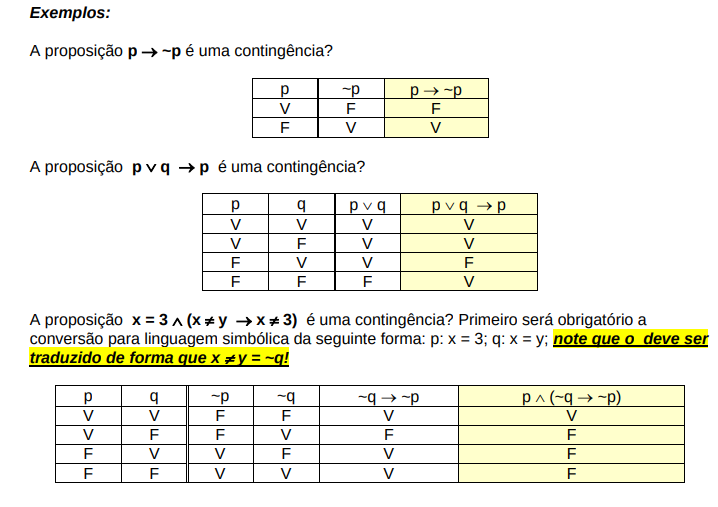 Exemplos:
A proposição p → ~p é uma contingência?
p ~p p → ~p
V F F
F V V
A proposição p ∨ q → p é uma contingência?
p q p ∨ q p ∨ q → p
V V V V
V F V V
F V V F
F F F V
A proposição x = 3 ∧ (x ≠ y → x ≠ 3) é uma contingência? Primeiro será obrigatório a
conversão para linguagem simbólica da seguinte forma: p: x = 3; q: x = y; note que o deve ser
traduzido de forma que x ≠ y = ~q!
p q ~p ~q ~q → ~p p ∧ (~q → ~p)
V V F F V V
V F F V F F
F V V F V F
F F V V V F